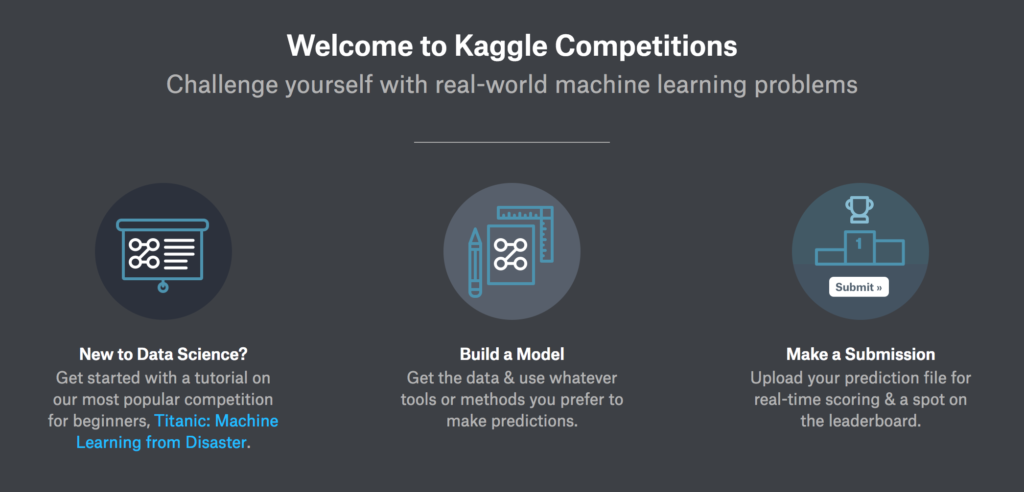 Welcome to Kaggle Competitions
Challenge yourself with real-world machine learning problems
New to Data Science?
Get started with a tutorial on
our most popular competition
for beginners, Titanic: Machine
Learning from Disaster.
Build a Model
Get the data & use whatever
tools or methods you prefer to
make predictions.
1
Submit »
Make a Submission
Upload your prediction file for
real-time scoring & a spot on
the leaderboard.